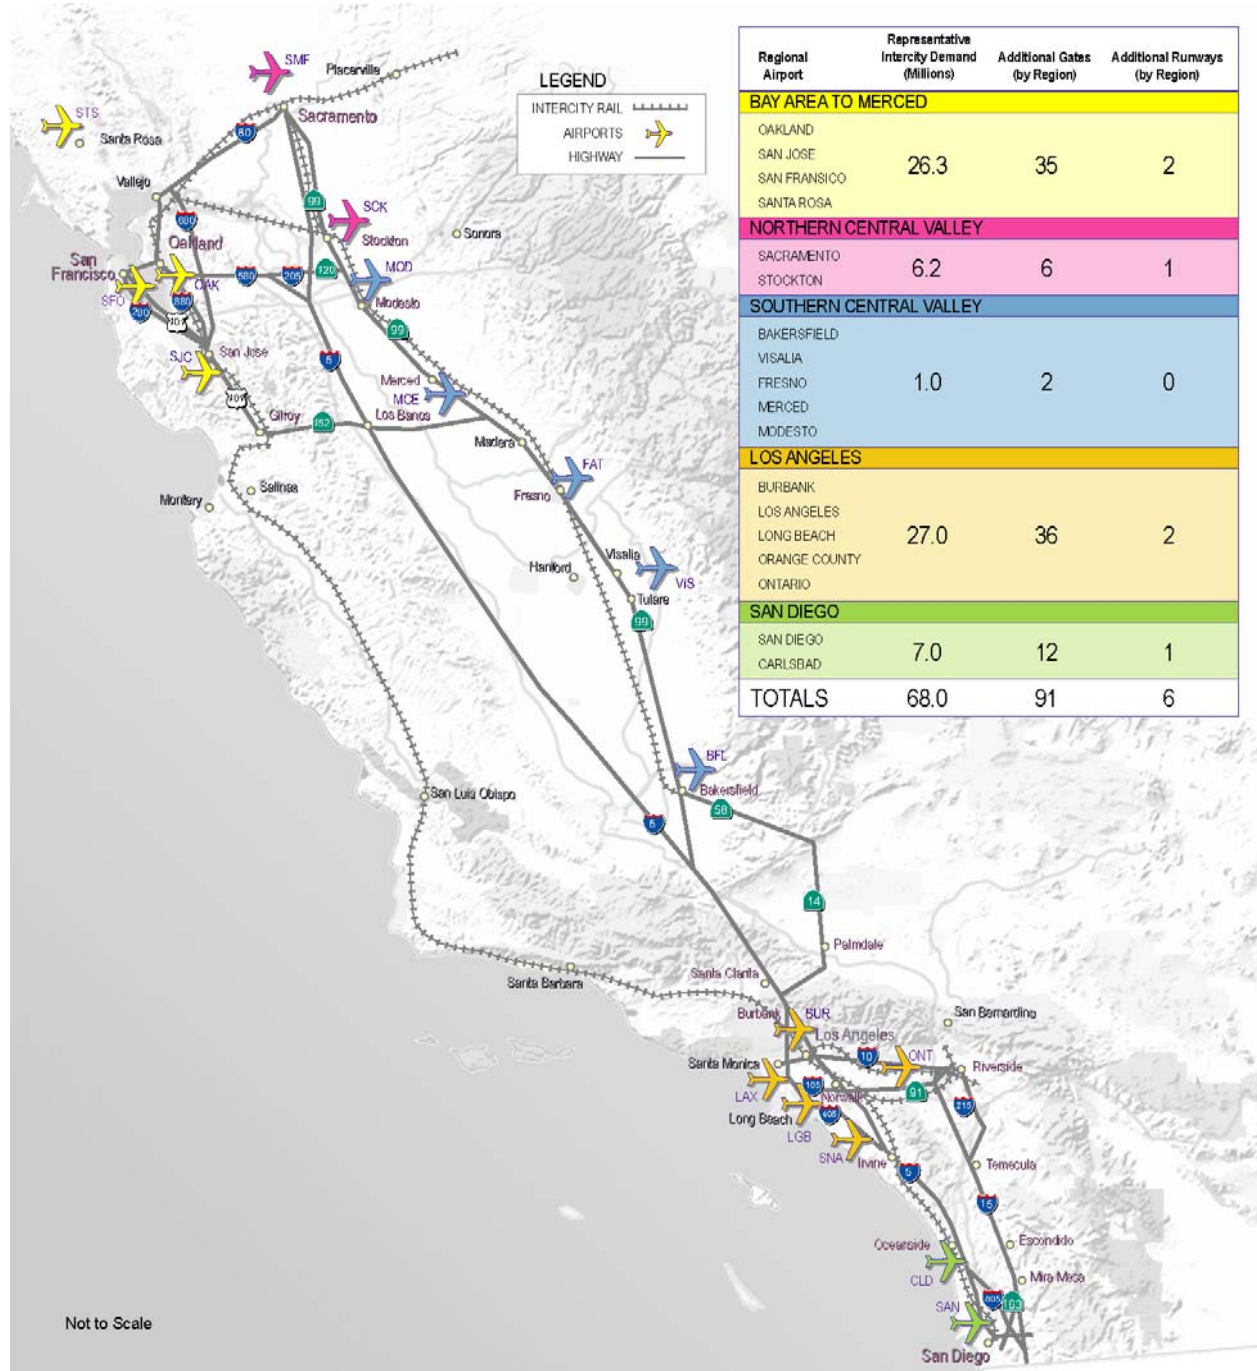 SMF
Placerville
STS
Santa Rosa
Sacramento
80
Vallejo
99
SCK
680
Stockton
Sonora
Oakland
San
Francisco
580
205
120
MOD
OAK
SFO
880
280
101
Modesto
99
SJC
San Jose
5
Merced
MCE
101
Gilroy
152
Los Banos
Madera
FAT
Salinas
Fresno
Montery
Visalia
Hanford
VIS
Tulare
99
BFL
San Luis Obispo
Bakersfield
58
5
14
Palmdale
Santa Clarita
Santa Barbara
Burbank
BUR
San Bernardino
Los Angeles
Santa Monica
10
ONT
Riverside
LAX
105
Norwalk
91
215
Long Beach
405
LGB
SNA
Irvine
5
Temecula
15
Oceanside
Escondido
CLD
Mira Mesa
805
163
SAN
San Diego
Not to Scale
LEGEND
INTERCITY RAIL
AIRPORTS
HIGHWAY
Regional Airport
Representative Intercity Demand (Millions)
Additional Gates (by Region)
Additional Runways (by Region)
BAY AREA TO MERCED
OAKLAND
SAN JOSE
SAN FRANSICO
SANTA ROSA
26.3 35 2
NORTHERN CENTRAL VALLEY
SACRAMENTO
STOCKTON
6.2 6 1
SOUTHERN CENTRAL VALLEY
BAKERSFIELD
VISALIA
FRESNO
MERCED
MODESTO
1.0 2 0
LOS ANGELES
BURBANK
LOS ANGELES
LONG BEACH
ORANGE COUNTY
ONTARIO
27.0 36 2
SAN DIEGO
SAN DIEGO
CARLSBAD
7.0 12 1
TOTALS 68.0 91 6